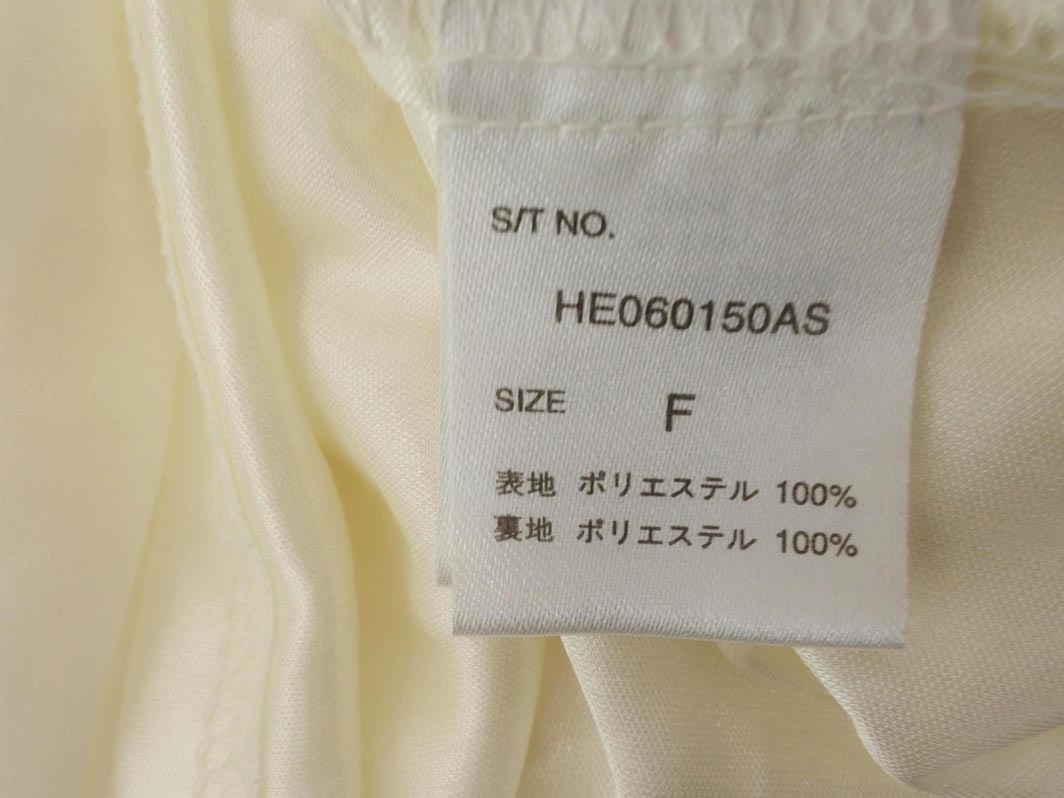 S/T NO.
HE060150AS
SIZE F
表地 ポリエステル 100%
裏地 ポリエステル 100%